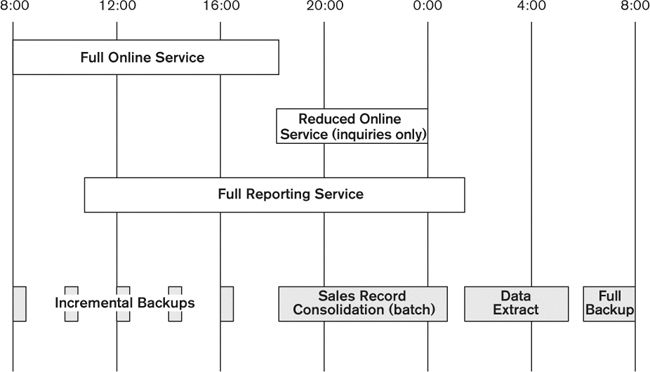 8:00 12:00 16:00 20:00 0:00 4:00 8:00
Full Online Service
Reduced Online
Service (inquiries only)
Full Reporting Service
Incremental Backups
Sales Record
Consolidation (batch)
Data
Extract
Full
Backup